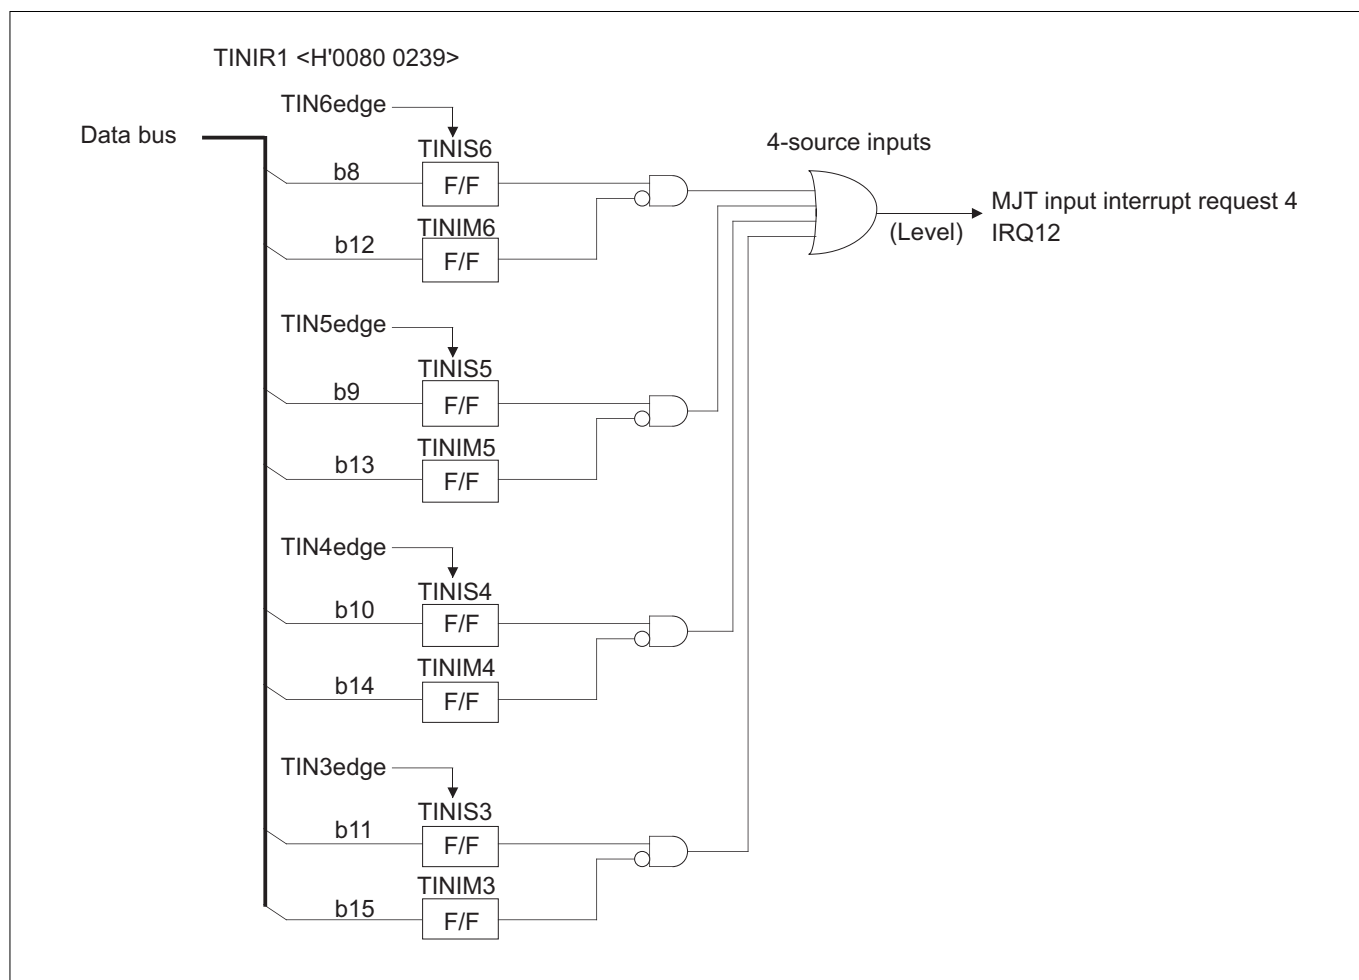 TINIR1 <H'0080 0239>
TIN6edge
Data bus
TINIS6
4-source inputs
b8
F/F
MJT input interrupt request 4
TINIM6
(Level)
IRQ12
b12
F/F
TIN5edge
TINIS5
b9
F/F
TINIM5
b13
F/F
TIN4edge
TINIS4
b10
F/F
TINIM4
b14
F/F
TIN3edge
TINIS3
b11
F/F
TINIM3
b15
F/F